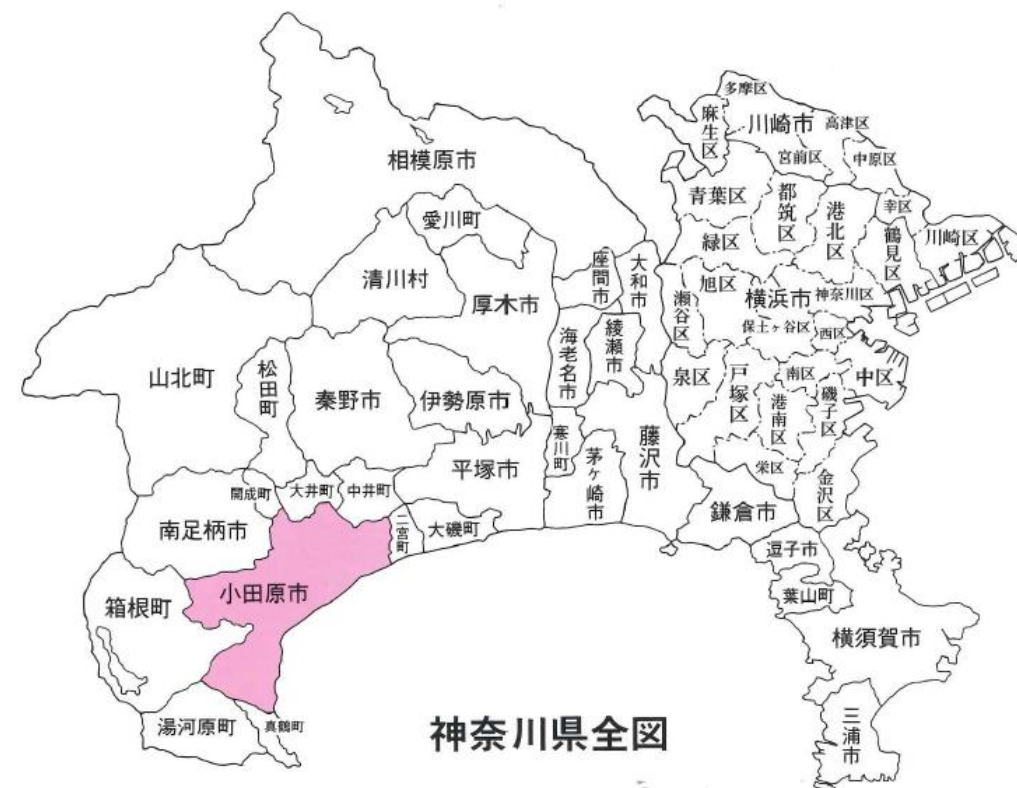 多摩区
麻生区
川崎市
高津区
宮前区
中原区
相模原市
青葉区
都筑区
港北区
幸区
愛川町
緑区
鶴見区
川崎区
清川村
座間市
大和市
旭区
瀬谷区
横浜市
神奈川区
厚木市
海老名市
綾瀬市
保土ヶ谷区
西区
山北町
松田町
秦野市
伊勢原市
泉区
戸塚区
南区
中区
港南区
磯子区
寒川町
藤沢市
平塚市
茅ヶ崎市
栄区
金沢区
開成町
大井町
中井町
南足柄市
二宮町
大磯町
鎌倉市
逗子市
小田原市
葉山町
箱根町
横須賀市
湯河原町
真鶴町
三浦市
神奈川県全図